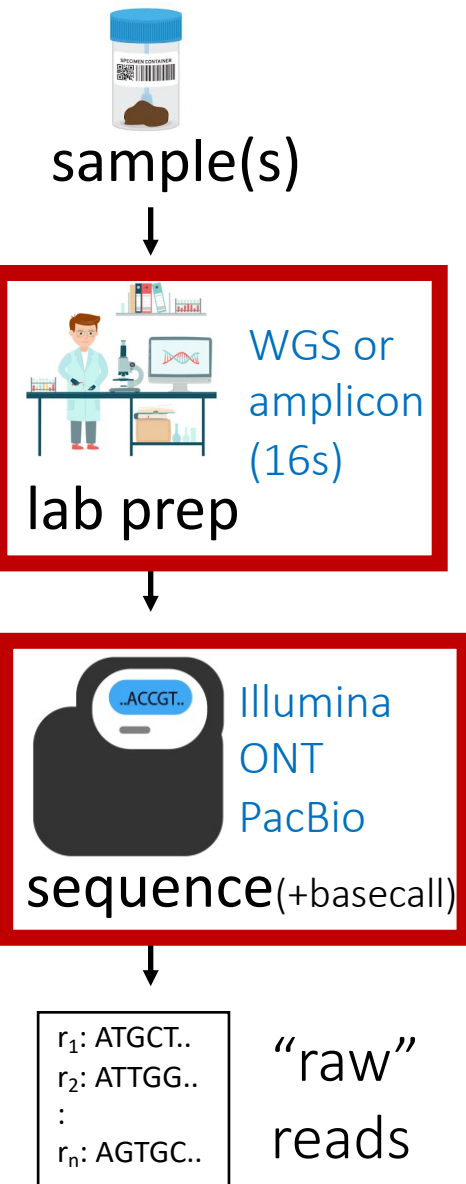 SPECIMEN CONTAINER
sample(s)
WGS or
amplicon
(16s)
lab prep
..ACCGT..
Illumina
ONT
PacBio
sequence(+basecall)
r₁: ATGCT..
r₂: ATTGG..
:
rₙ: AGTGC..
“raw”
reads